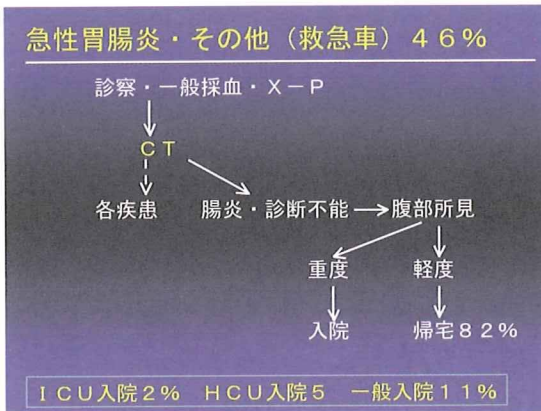 急性胃腸炎・その他（救急車）４６％
診察・一般採血・Ｘ－Ｐ
ＣＴ
各疾患 腸炎・診断不能 腹部所見
重度 軽度
入院 帰宅８２％
ＩＣＵ入院２％ ＨＣＵ入院５ 一般入院１１％